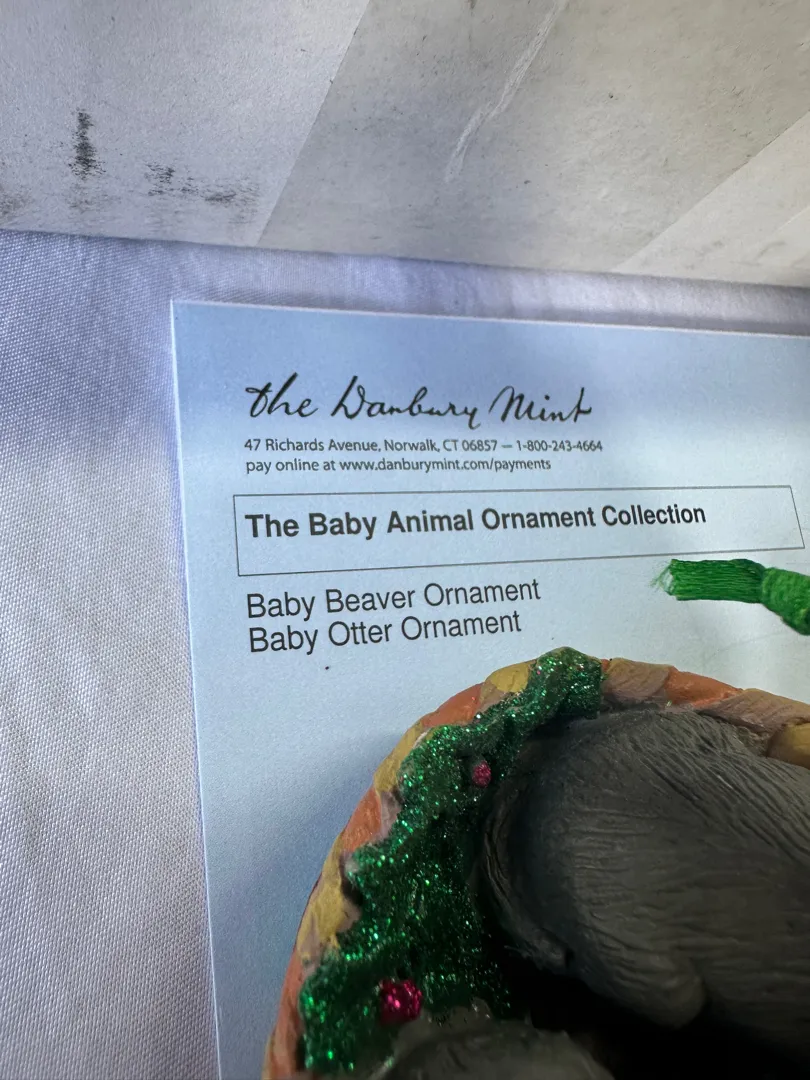 the Danbury Mint
47 Richards Avenue, Norwalk, CT 06857 — 1-800-243-4664
pay online at www.danburymint.com/payments
The Baby Animal Ornament Collection
Baby Beaver Ornament
Baby Otter Ornament